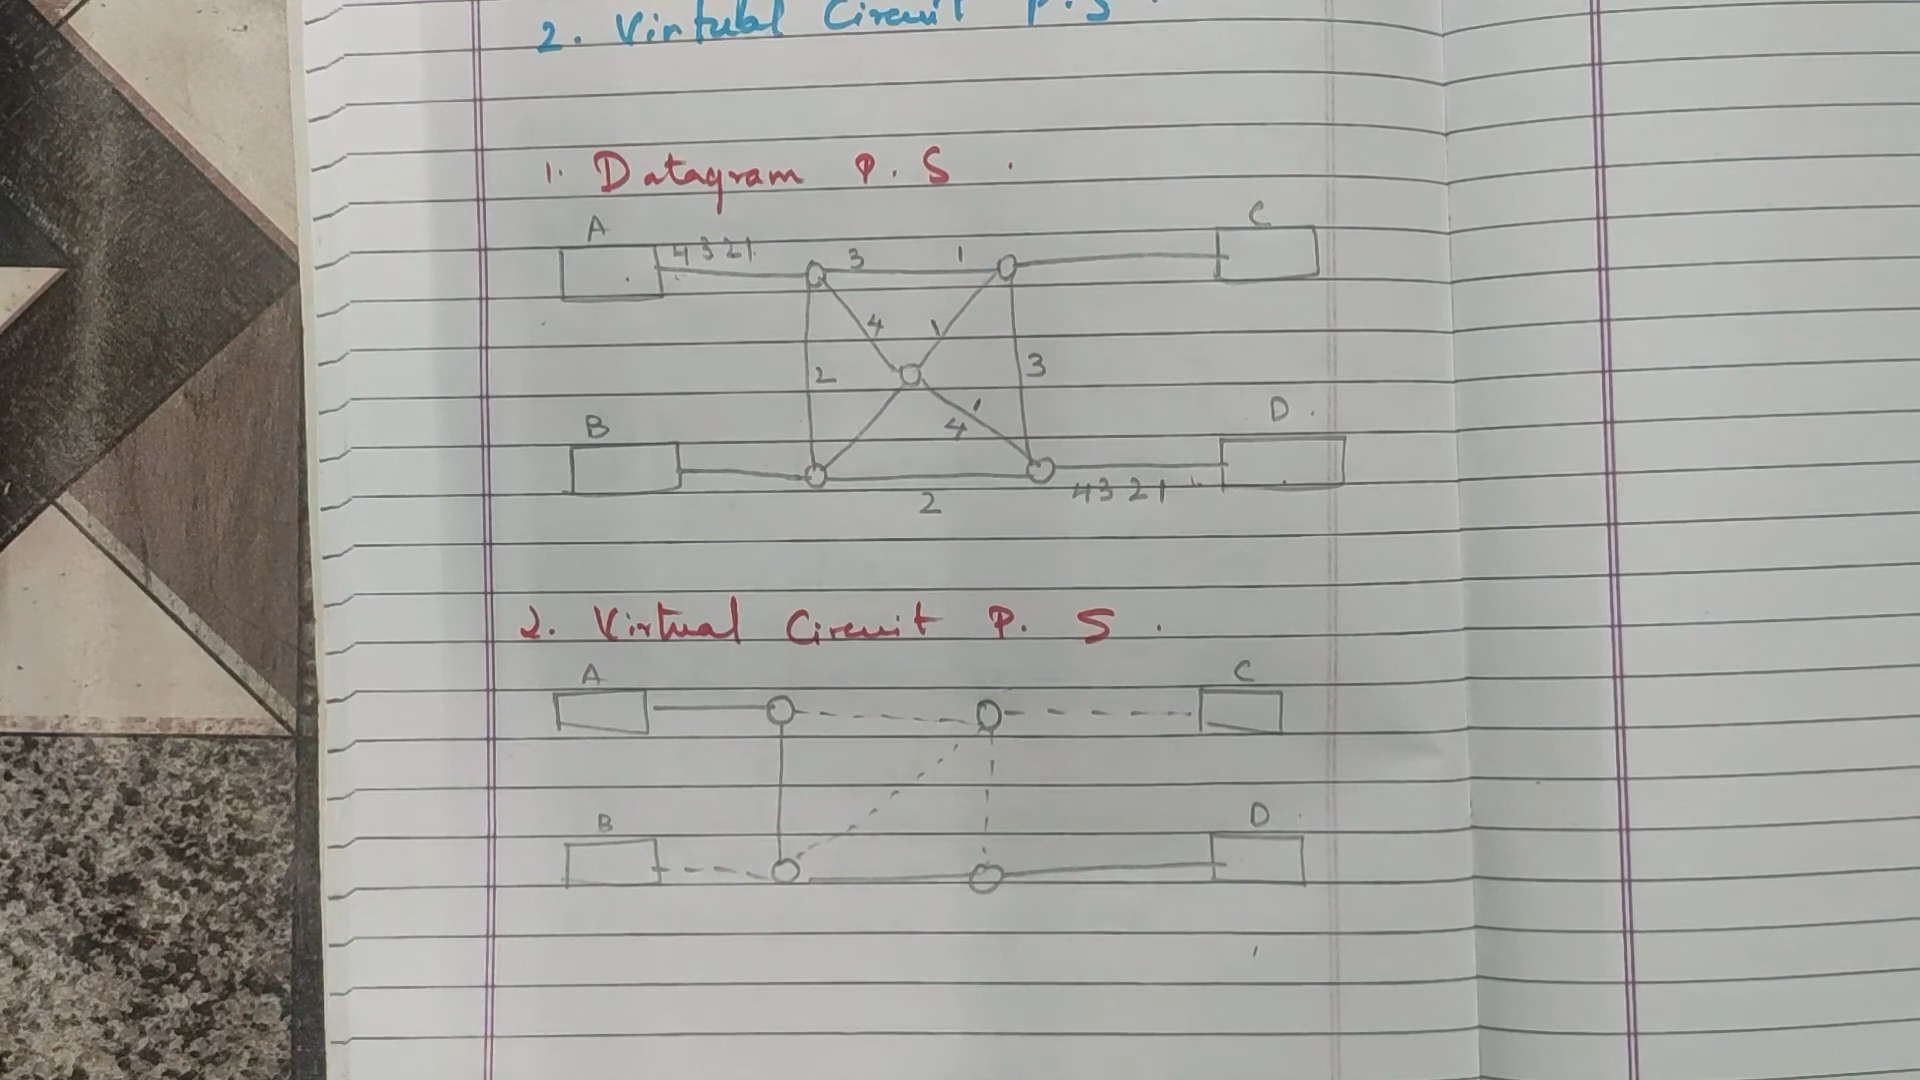 2. Virtual Circuit P.S
1. Datagram P. S.
A
C
4 3 2 1
3
1
4
1
2
3
B
D.
4
2
4 3 2 1
2. Virtual Circuit P. S.
A
C
B
D